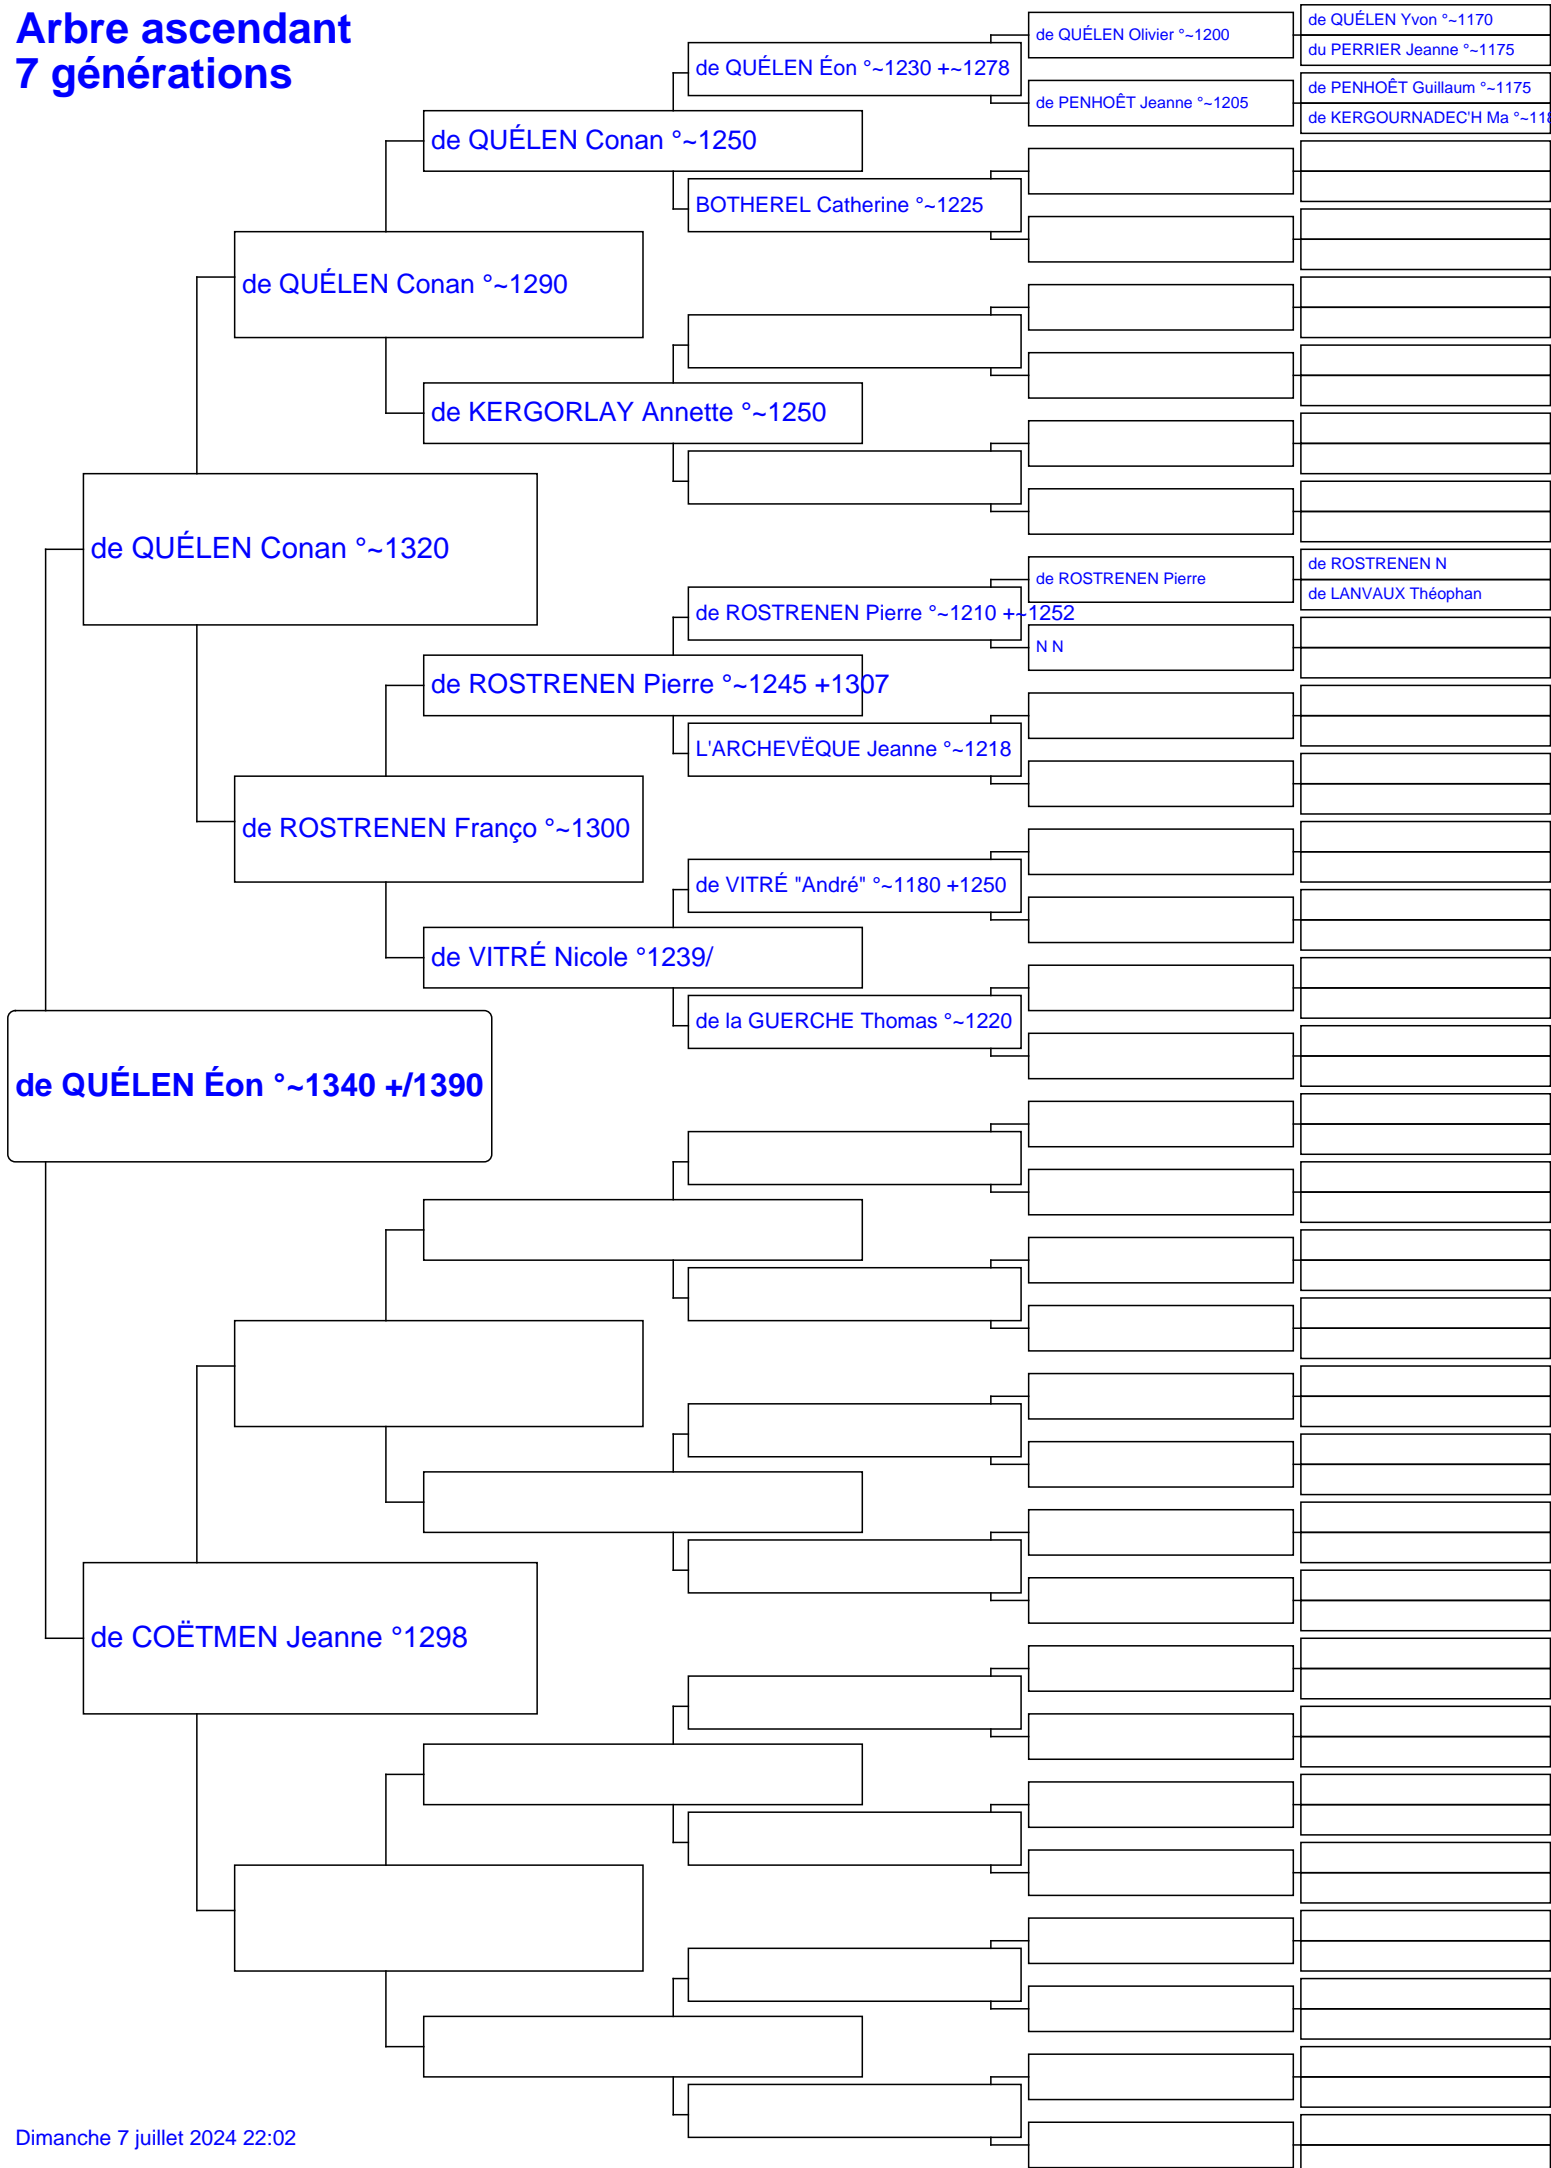 Arbre ascendant
7 générations
de QUÉLEN Yvon °~1170
de QUÉLEN Olivier °~1200
du PERRIER Jeanne °~1175
de QUÉLEN Éon °~1230 +~1278
de PENHOÊT Guillaum °~1175
de PENHOÊT Jeanne °~1205
de KERGOURNADEC'H Ma °~118
de QUÉLEN Conan °~1250
BOTHEREL Catherine °~1225
de QUÉLEN Conan °~1290
de KERGORLAY Annette °~1250
de QUÉLEN Conan °~1320
de ROSTRENEN N
de ROSTRENEN Pierre
de LANVAUX Théophan
de ROSTRENEN Pierre °~1210 +~1252
N N
de ROSTRENEN Pierre °~1245 +1307
L'ARCHEVËQUE Jeanne °~1218
de ROSTRENEN Franço °~1300
de VITRÉ "André" °~1180 +1250
de VITRÉ Nicole °1239/
de la GUERCHE Thomas °~1220
de QUÉLEN Éon °~1340 +/1390
de COËTMEN Jeanne °1298
Dimanche 7 juillet 2024 22:02